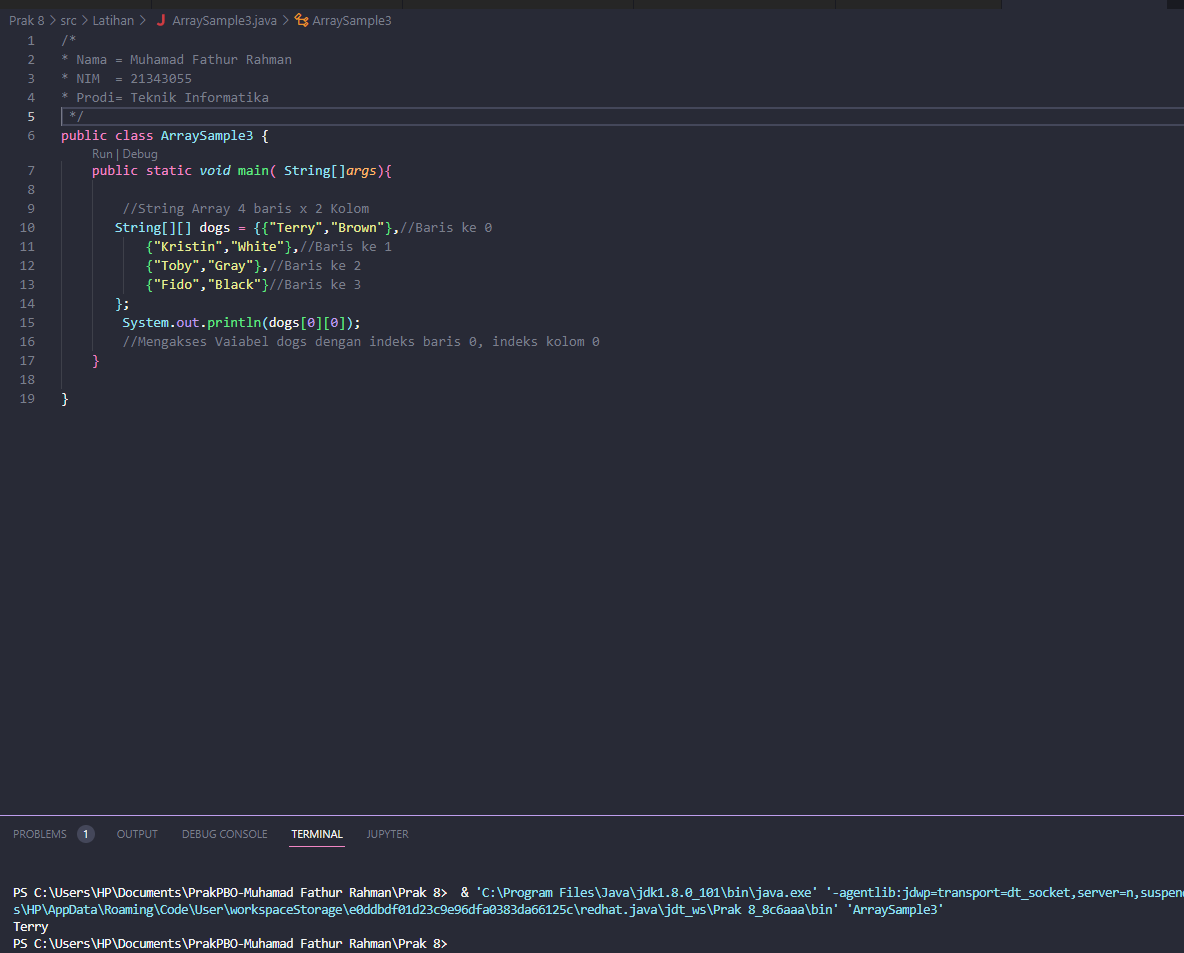 Prak 8 > src > Latihan > J ArraySample3.java > ArraySample3
1 /*
2 * Nama = Muhamad Fathur Rahman
3 * NIM  = 21343055
4 * Prodi= Teknik Informatika
5  */
6 public class ArraySample3 {
Run | Debug
7     public static void main( String[]args){
8
9         //String Array 4 baris x 2 Kolom
10        String[][] dogs = {{"Terry","Brown"},//Baris ke 0
11            {"Kristin","White"},//Baris ke 1
12            {"Toby","Gray"},//Baris ke 2
13            {"Fido","Black"}//Baris ke 3
14        };
15         System.out.println(dogs[0][0]);
16         //Mengakses Vaiabel dogs dengan indeks baris 0, indeks kolom 0
17     }
18
19 }
PROBLEMS 1 OUTPUT DEBUG CONSOLE TERMINAL JUPYTER
PS C:\Users\HP\Documents\PrakPBO-Muhamad Fathur Rahman\Prak 8>  & 'C:\Program Files\Java\jdk1.8.0_101\bin\java.exe' '-agentlib:jdwp=transport=dt_socket,server=n,suspen
s\HP\AppData\Roaming\Code\User\workspaceStorage\e0ddbdf01d23c9e96dfa0383da66125c\redhat.java\jdt_ws\Prak 8_8c6aaa\bin' 'ArraySample3'
Terry
PS C:\Users\HP\Documents\PrakPBO-Muhamad Fathur Rahman\Prak 8>